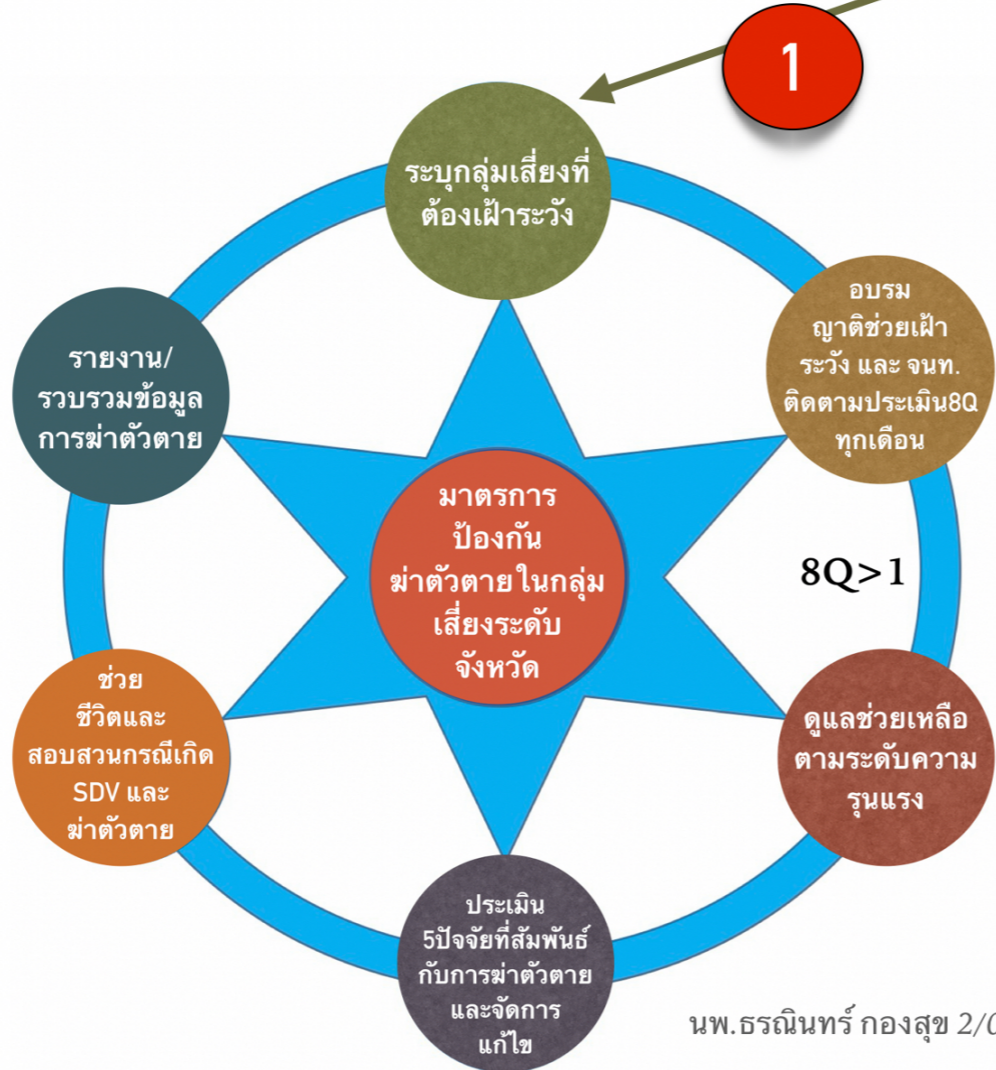 1
ระบุกลุ่มเสี่ยงที่
ต้องเฝ้าระวัง
อบรม
ญาติช่วยเฝ้า
ระวัง และ จนท.
ติดตามประเมิน8Q
ทุกเดือน
8Q>1
ดูแลช่วยเหลือ
ตามระดับความ
รุนแรง
ประเมิน
5ปัจจัยที่สัมพันธ์
กับการฆ่าตัวตาย
และจัดการ
แก้ไข
ช่วย
ชีวิตและ
สอบสวนกรณีเกิด
SDV และ
ฆ่าตัวตาย
รายงาน/
รวบรวมข้อมูล
การฆ่าตัวตาย
มาตรการ
ป้องกัน
ฆ่าตัวตายในกลุ่ม
เสี่ยงระดับ
จังหวัด
นพ.ธรณินทร์ กองสุข 2/